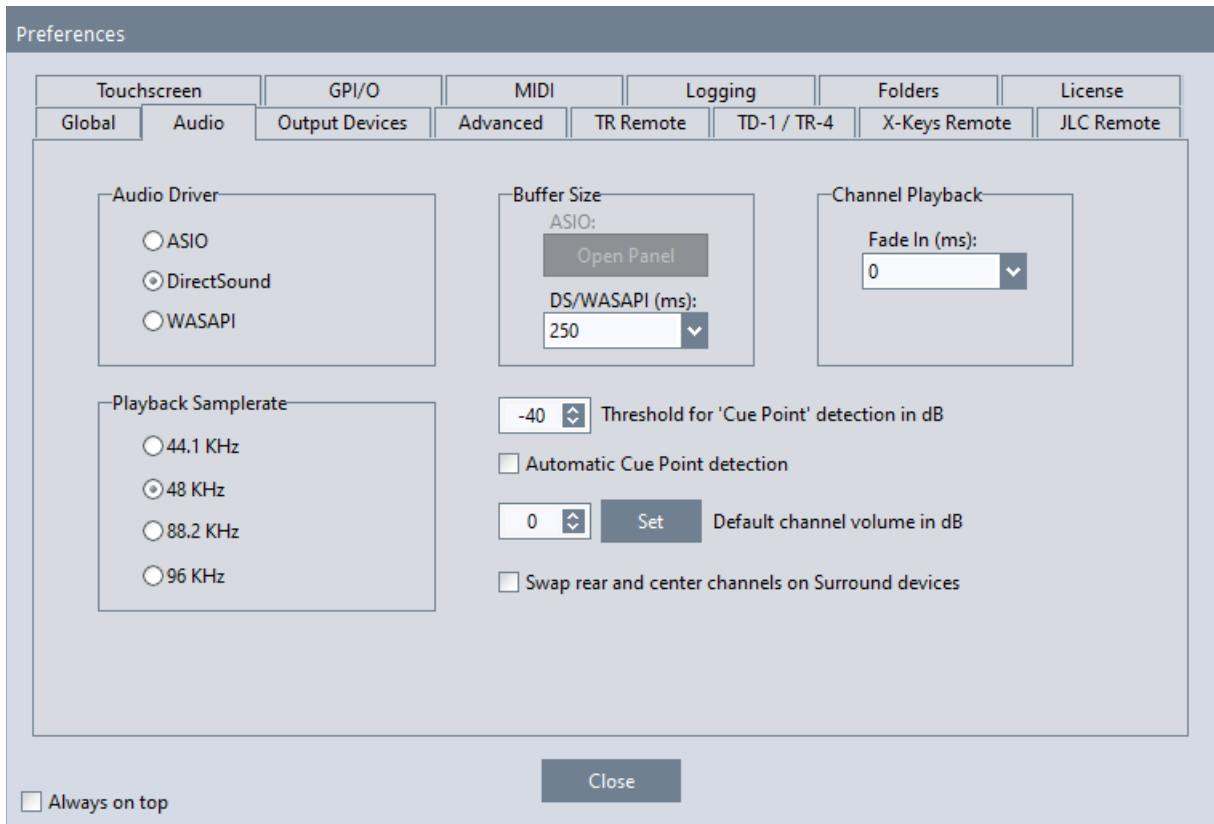 Preferences
Touchscreen GPI/O MIDI Logging Folders License
Global Audio Output Devices Advanced TR Remote TD-1 / TR-4 X-Keys Remote JLC Remote
Audio Driver
ASIO
DirectSound
WASAPI
Buffer Size
ASIO:
Open Panel
DS/WASAPI (ms):
250
Channel Playback
Fade In (ms):
0
Playback Samplerate
44.1 KHz
48 KHz
88.2 KHz
96 KHz
-40 Threshold for 'Cue Point' detection in dB
Automatic Cue Point detection
0 Set Default channel volume in dB
Swap rear and center channels on Surround devices
Close
Always on top